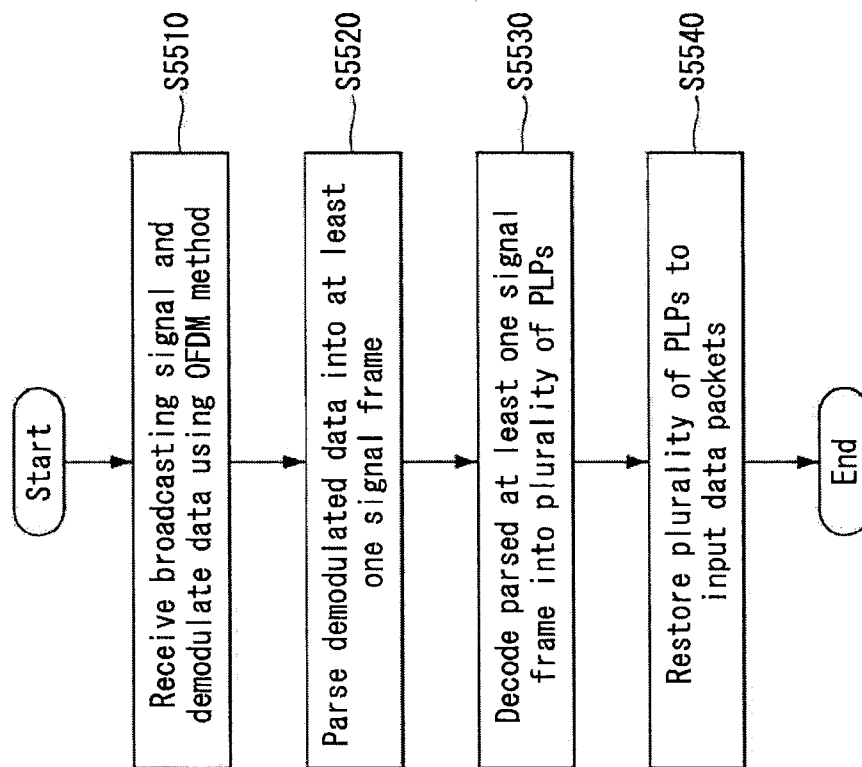 Start
Receive broadcasting signal and
demodulate data using OFDM method
S5510
Parse demodulated data into at least
one signal frame
S5520
Decode parsed at least one signal
frame into plurality of PLPs
S5530
Restore plurality of PLPs to
input data packets
S5540
End